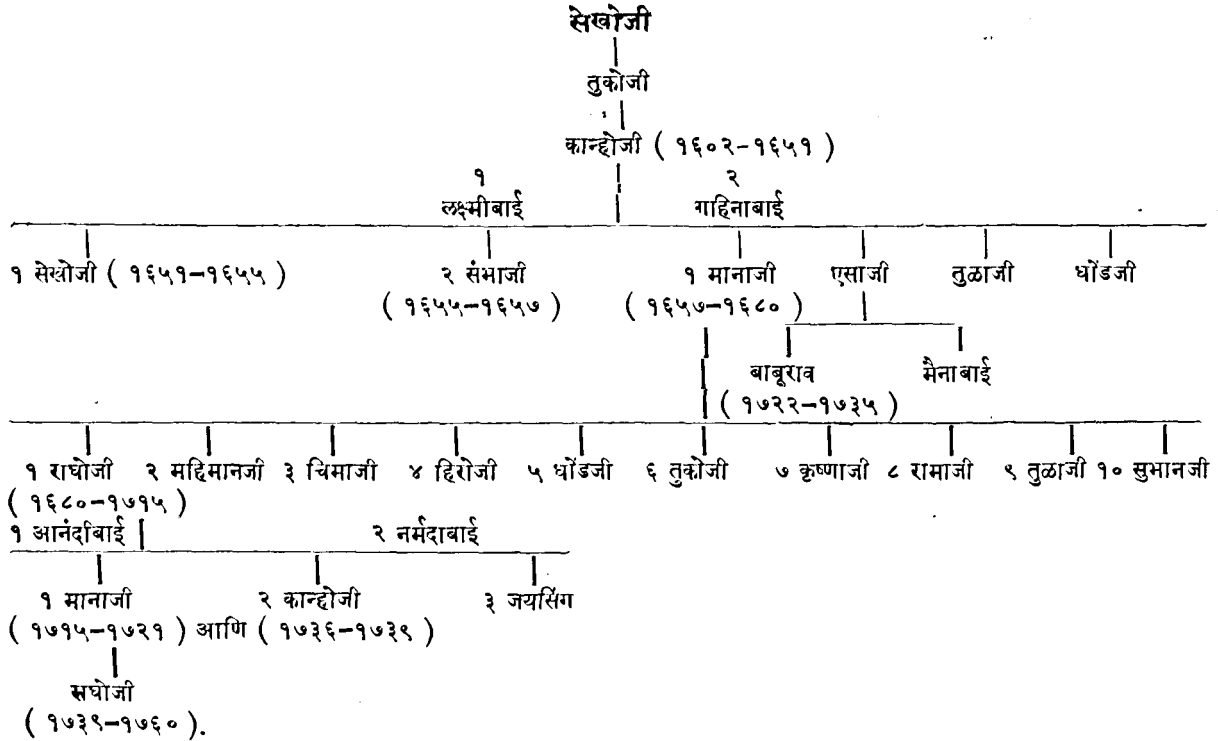 सेखोजी
तुकोजी
कान्होजी ( १६०२-१६५१ )
१ २
लक्ष्मीबाई गाहिनाबाई
१ सेखोजी ( १६५१-१६५५ ) २ संभाजी १ मानाजी एसाजी तुळाजी धोंडजी
( १६५५-१६५७ ) ( १६५७-१६८० )
बाबूराव मैनाबाई
( १७२२-१७३५ )
१ राघोजी २ महिमानजी ३ चिमाजी ४ हिरोजी ५ धोंडजी ६ तुकोजी ७ कृष्णाजी ८ रामाजी ९ तुळाजी १० सुभानजी
( १६८०-१७१५ )
१ आनंदीबाई २ नर्मदाबाई
१ मानाजी २ कान्होजी ३ जयसिंग
( १७१५-१७२१ ) आणि ( १७३६-१७३९ )
राघोजी
( १७३९-१७६० ).